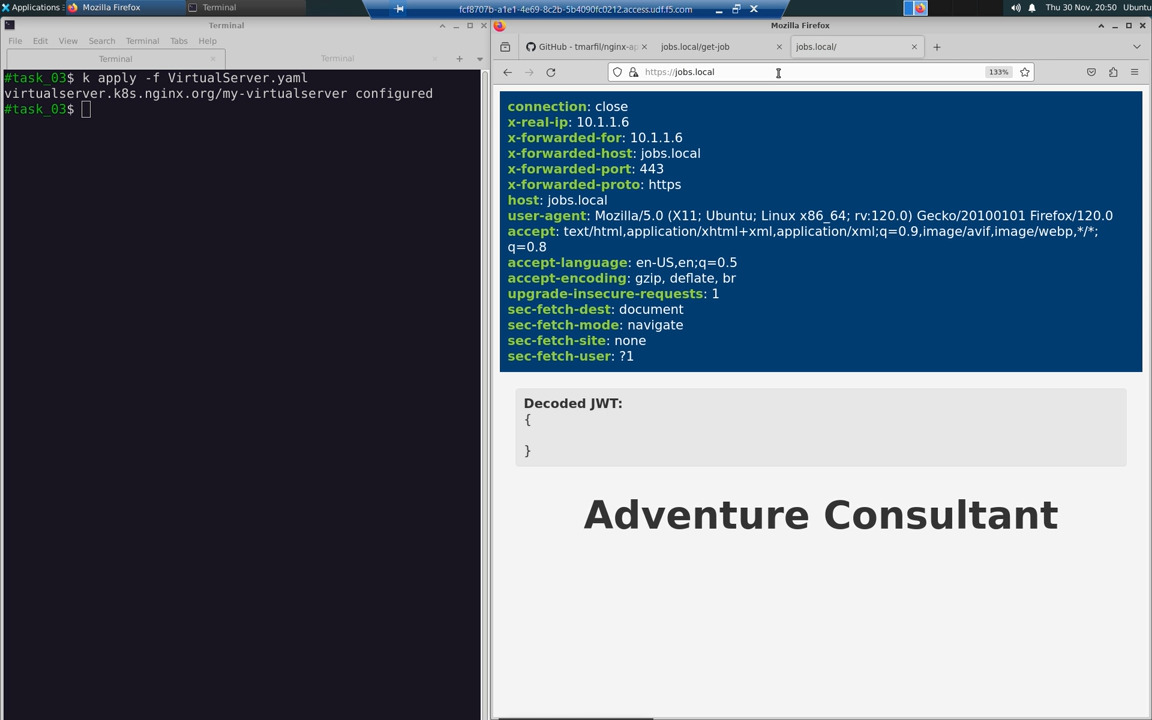 Applications
Mozilla Firefox
Terminal
fcf8707b-a1e1-4e69-8c2b-5b4090fc0212.access.udf.f5.com
Thu 30 Nov, 20:50
Ubuntu
Terminal
File Edit View Search Terminal Tabs Help
Terminal
Terminal
#task_03$ k apply -f VirtualServer.yaml
virtualserver.k8s.nginx.org/my-virtualserver configured
#task_03$
Mozilla Firefox
GitHub - tmarfil/nginx-ap
jobs.local/get-job
jobs.local/
https://jobs.local
133%
connection: close
x-real-ip: 10.1.1.6
x-forwarded-for: 10.1.1.6
x-forwarded-host: jobs.local
x-forwarded-port: 443
x-forwarded-proto: https
host: jobs.local
user-agent: Mozilla/5.0 (X11; Ubuntu; Linux x86_64; rv:120.0) Gecko/20100101 Firefox/120.0
accept: text/html,application/xhtml+xml,application/xml;q=0.9,image/avif,image/webp,*/*;
q=0.8
accept-language: en-US,en;q=0.5
accept-encoding: gzip, deflate, br
upgrade-insecure-requests: 1
sec-fetch-dest: document
sec-fetch-mode: navigate
sec-fetch-site: none
sec-fetch-user: ?1
Decoded JWT:
{
}
Adventure Consultant